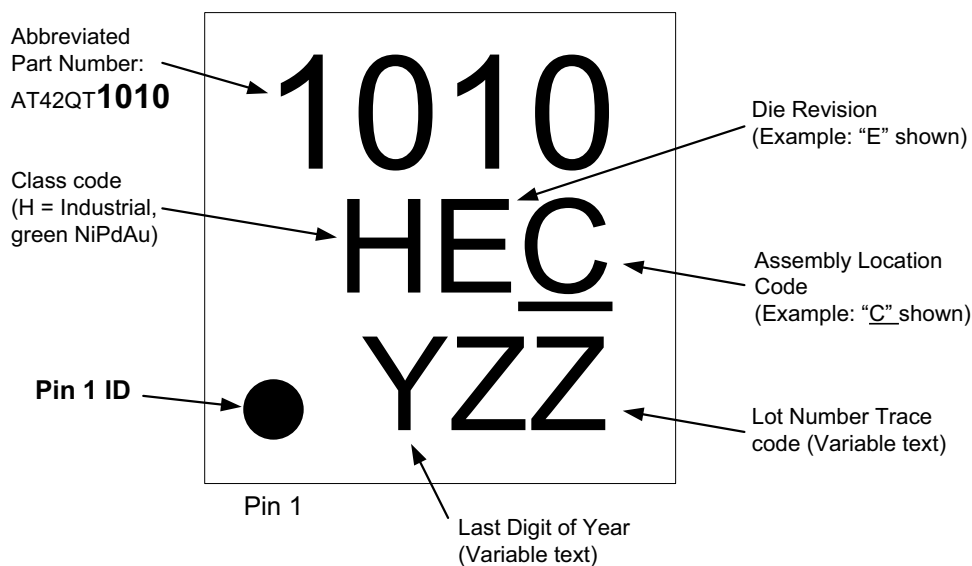 Abbreviated
Part Number:
AT42QT1010
1010
Die Revision
(Example: “E” shown)
Class code
(H = Industrial,
green NiPdAu)
HEC
Assembly Location
Code
(Example: “C” shown)
Pin 1 ID
YZZ
Lot Number Trace
code (Variable text)
Pin 1
Last Digit of Year
(Variable text)